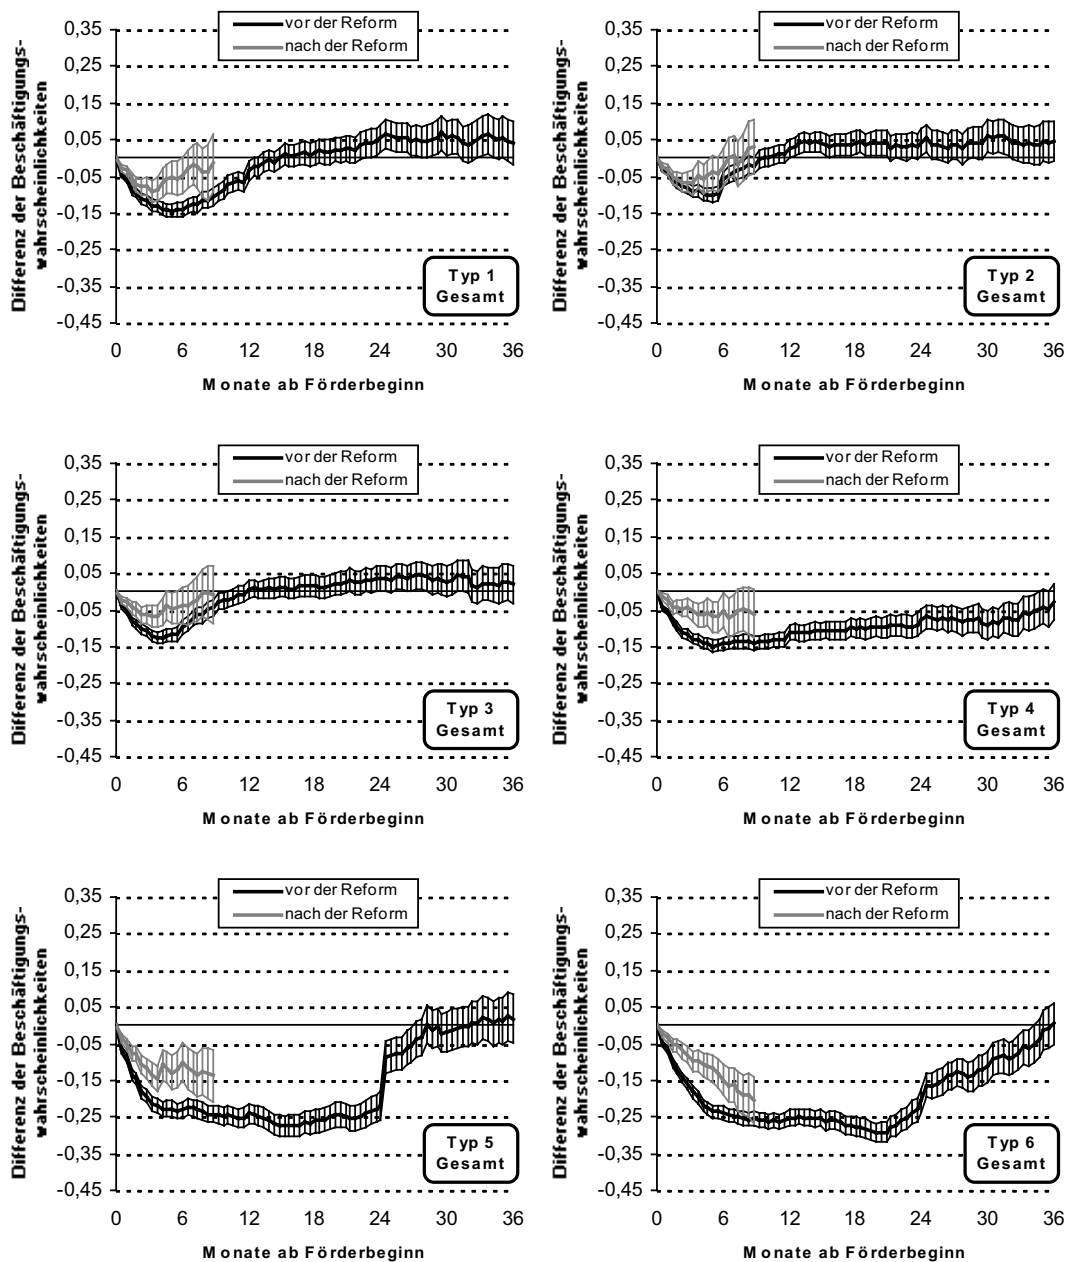 vor der Reform
nach der Reform
0,35
0,25
0,15
0,05
-0,05
-0,15
-0,25
-0,35
-0,45
Differenz der Beschäftigungs-
wahrscheinlichkeiten
Typ 1
Gesamt
0 6 12 18 24 30 36
Monate ab Förderbeginn
vor der Reform
nach der Reform
0,35
0,25
0,15
0,05
-0,05
-0,15
-0,25
-0,35
-0,45
Differenz der Beschäftigungs-
wahrscheinlichkeiten
Typ 2
Gesamt
0 6 12 18 24 30 36
Monate ab Förderbeginn
vor der Reform
nach der Reform
0,35
0,25
0,15
0,05
-0,05
-0,15
-0,25
-0,35
-0,45
Differenz der Beschäftigungs-
wahrscheinlichkeiten
Typ 3
Gesamt
0 6 12 18 24 30 36
Monate ab Förderbeginn
vor der Reform
nach der Reform
0,35
0,25
0,15
0,05
-0,05
-0,15
-0,25
-0,35
-0,45
Differenz der Beschäftigungs-
wahrscheinlichkeiten
Typ 4
Gesamt
0 6 12 18 24 30 36
Monate ab Förderbeginn
vor der Reform
nach der Reform
0,35
0,25
0,15
0,05
-0,05
-0,15
-0,25
-0,35
-0,45
Differenz der Beschäftigungs-
wahrscheinlichkeiten
Typ 5
Gesamt
0 6 12 18 24 30 36
Monate ab Förderbeginn
vor der Reform
nach der Reform
0,35
0,25
0,15
0,05
-0,05
-0,15
-0,25
-0,35
-0,45
Differenz der Beschäftigungs-
wahrscheinlichkeiten
Typ 6
Gesamt
0 6 12 18 24 30 36
Monate ab Förderbeginn